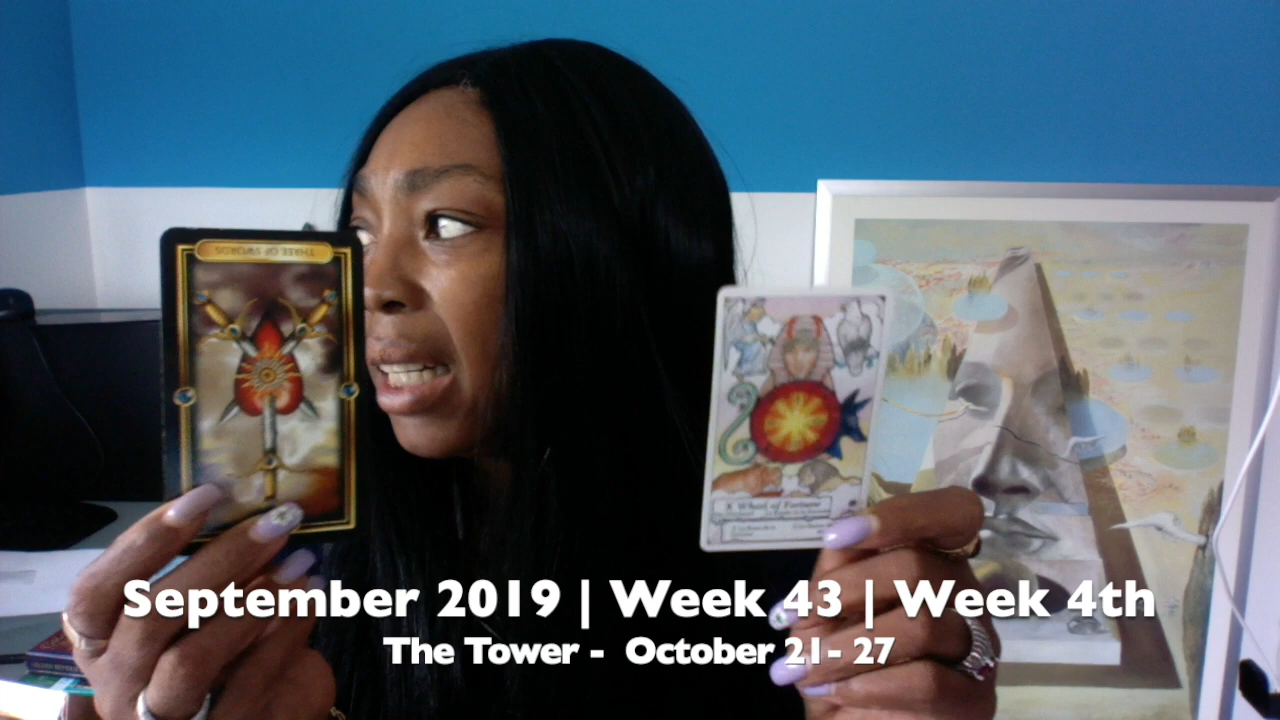 THREE OF SWORDS
X Wheel of Fortune
September 2019 | Week 43 | Week 4th
The Tower - October 21- 27